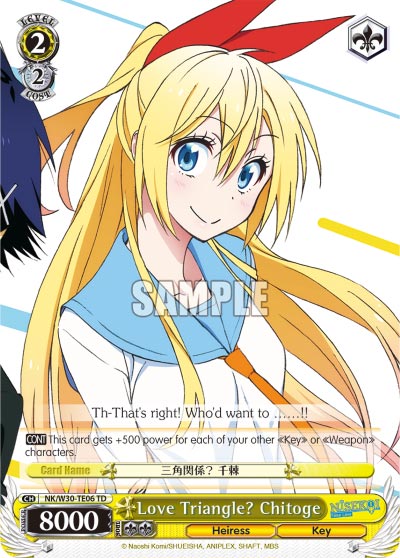 LEVEL
2
2
COST
SAMPLE
Th-That's right! Who'd want to ......!!
CONT This card gets +500 power for each of your other «Key» or «Weapon»
characters.
Card Name
三角関係? 千棘
CH NK/W30-TE06 TD
Love Triangle? Chitoge
NISEKOI
POWER
8000
SOUL
Heiress
Key
© Naoshi Komi/SHUEISHA, ANIPLEX, SHAFT, MBS